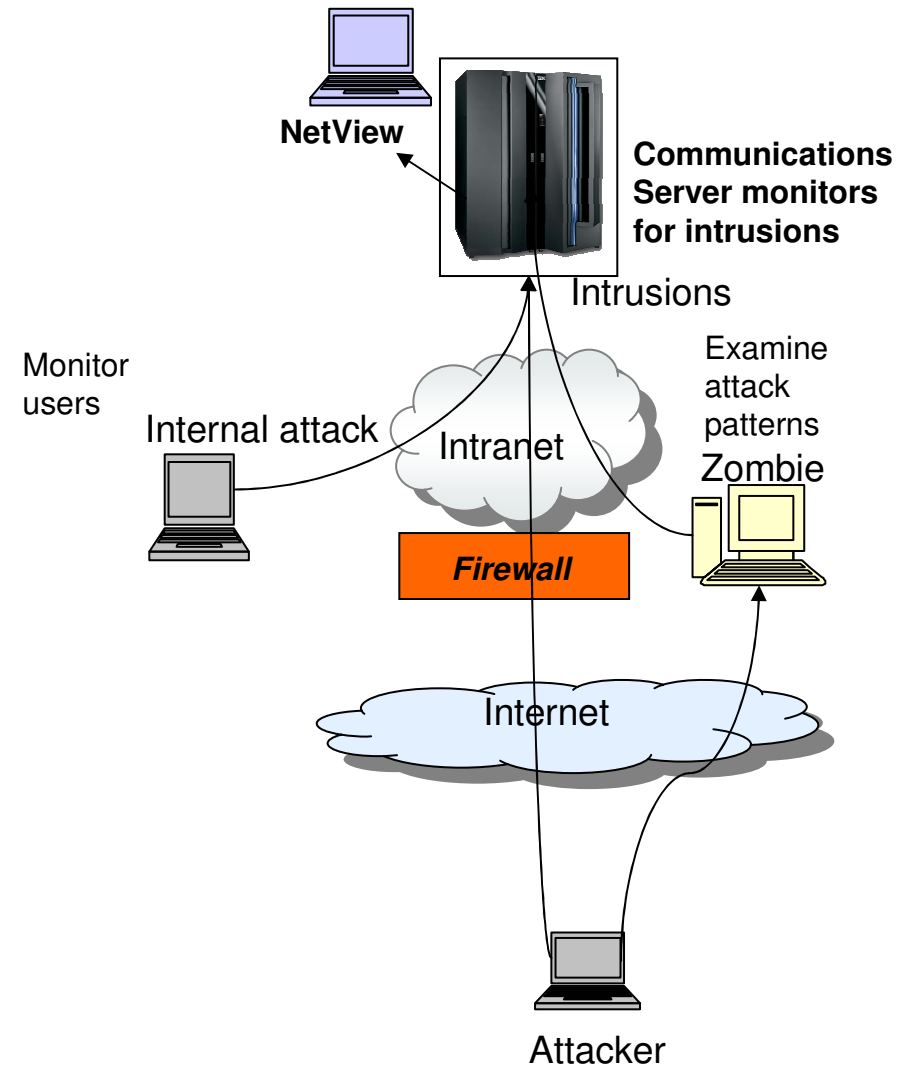 NetView
Communications
Server monitors
for intrusions
Intrusions
Monitor
users
Examine
attack
patterns
Internal attack
Intranet
Zombie
Firewall
Internet
Attacker